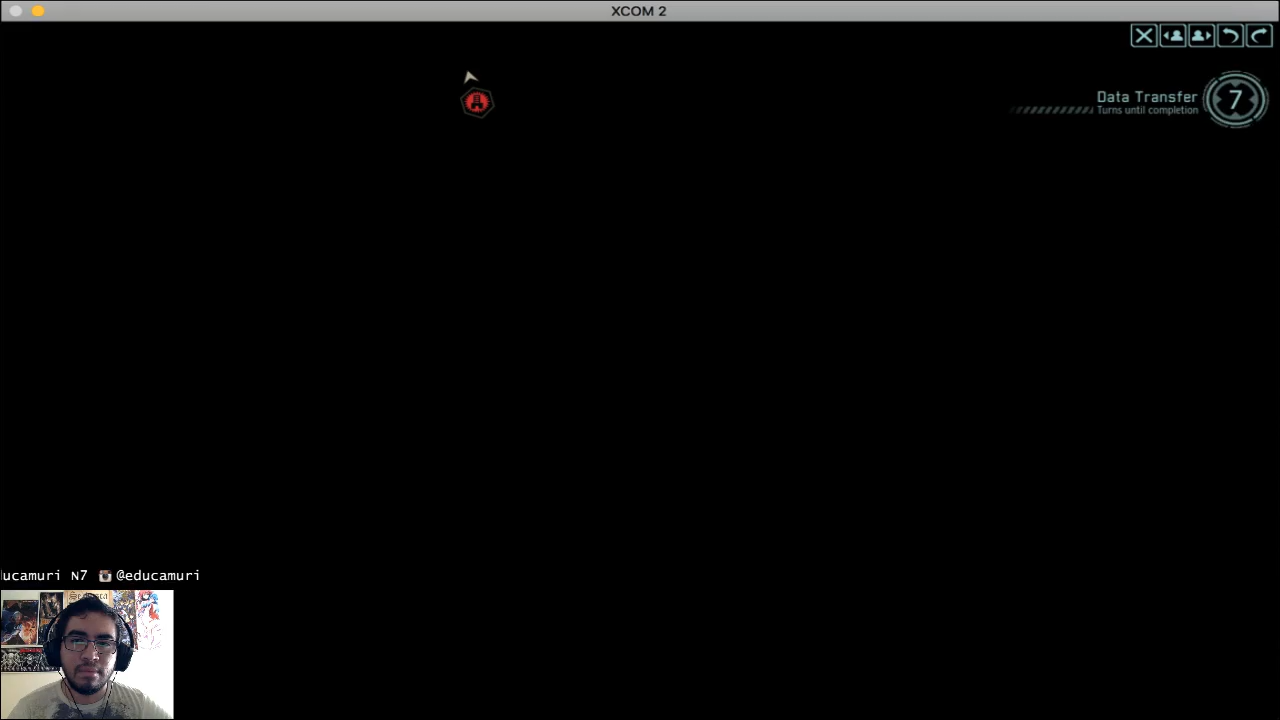 XCOM 2
Data Transfer
Turns until completion
7
ucamuri N7 @educamuri